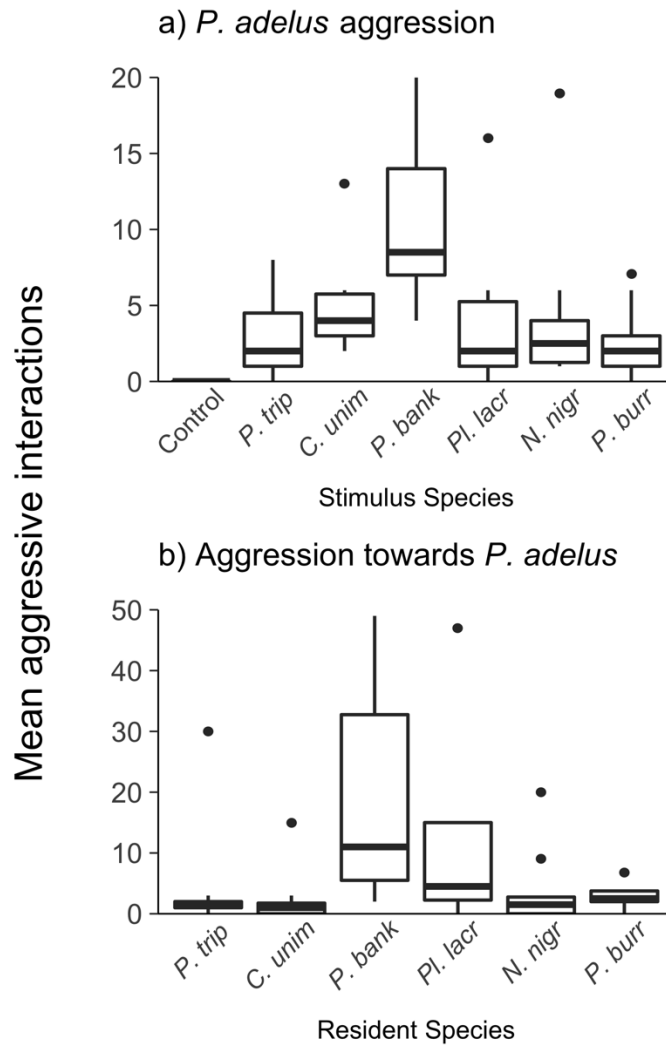 a) P. adelus aggression
20
15
10
5
0
Control
P. trip
C. unim
P. bank
Pl. lacr
N. nigr
P. burr
Stimulus Species
Mean aggressive interactions
b) Aggression towards P. adelus
50
40
30
20
10
0
P. trip
C. unim
P. bank
Pl. lacr
N. nigr
P. burr
Resident Species